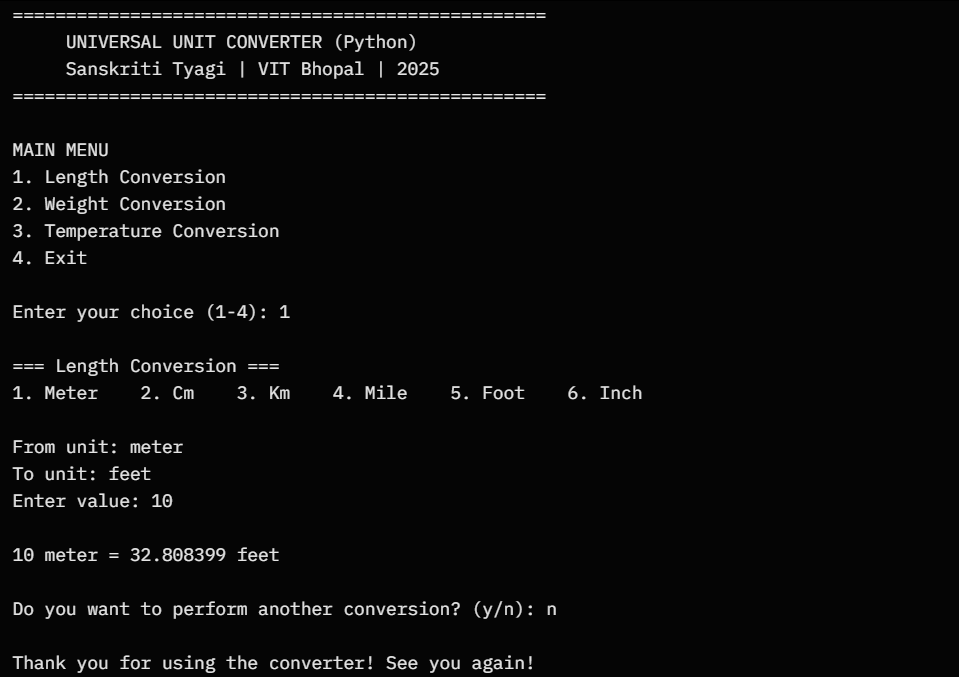 ==================================================
     UNIVERSAL UNIT CONVERTER (Python)
     Sanskriti Tyagi | VIT Bhopal | 2025
==================================================

MAIN MENU
1. Length Conversion
2. Weight Conversion
3. Temperature Conversion
4. Exit

Enter your choice (1-4): 1

=== Length Conversion ===
1. Meter    2. Cm    3. Km    4. Mile    5. Foot    6. Inch

From unit: meter
To unit: feet
Enter value: 10

10 meter = 32.808399 feet

Do you want to perform another conversion? (y/n): n

Thank you for using the converter! See you again!